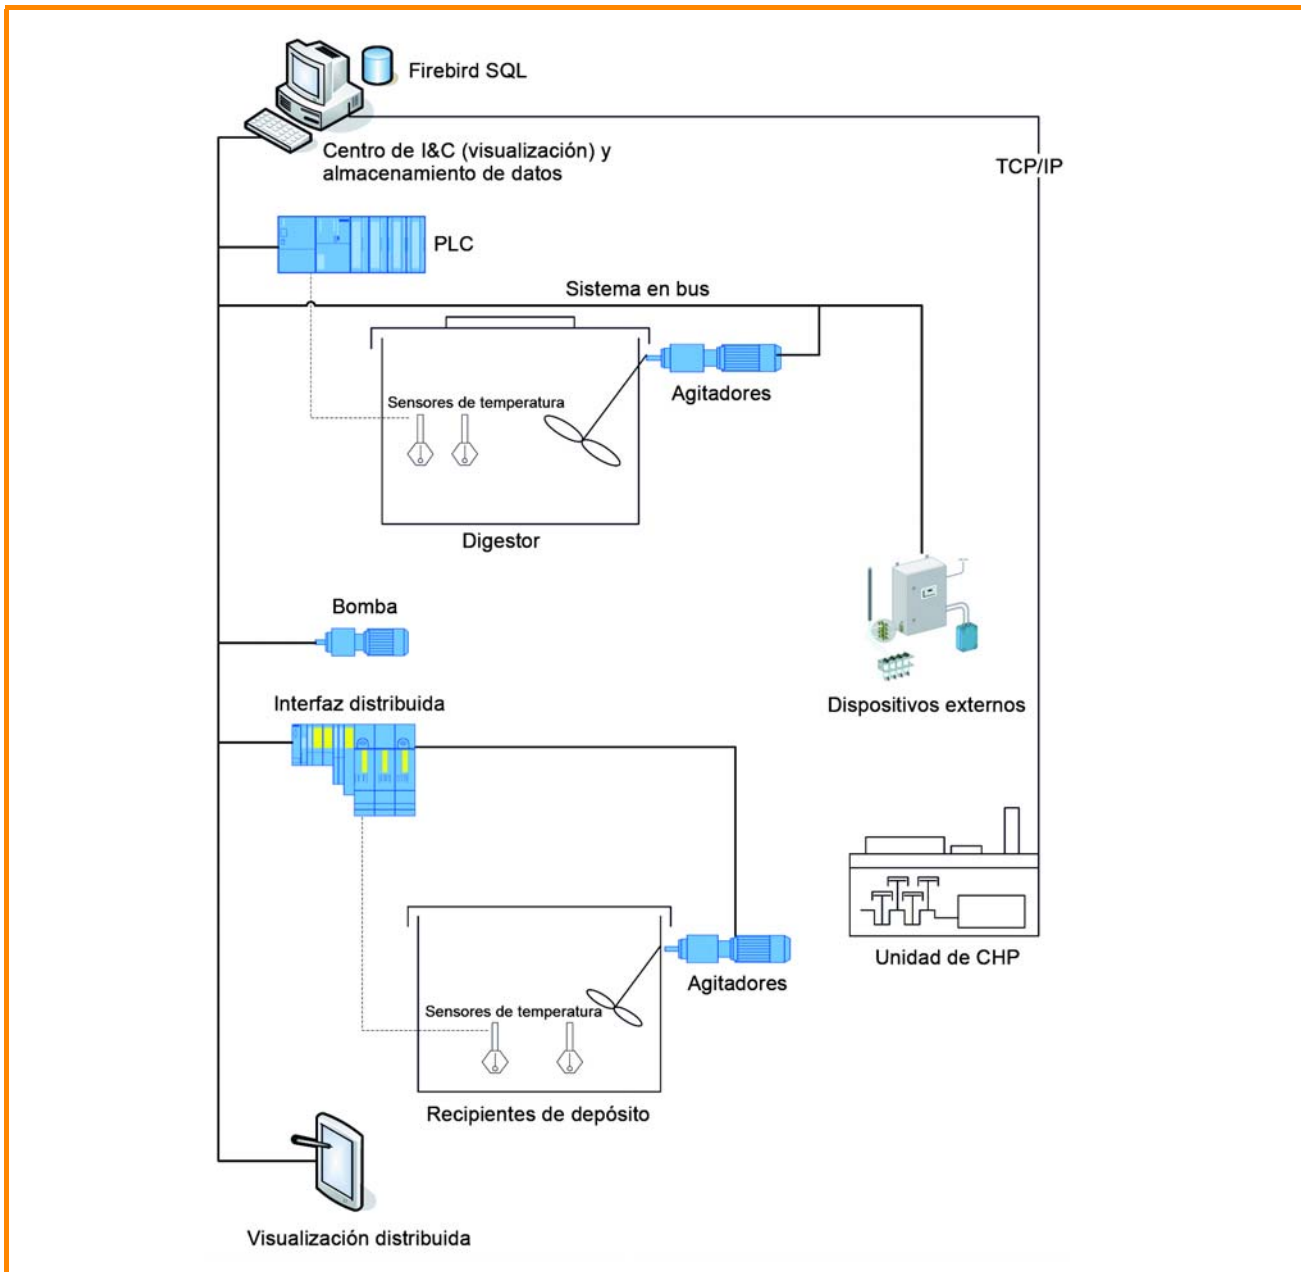 Firebird SQL
Centro de I&C (visualización) y
almacenamiento de datos
TCP/IP
PLC
Sistema en bus
Agitadores
Sensores de temperatura
Digestor
Bomba
Interfaz distribuida
Dispositivos externos
Unidad de CHP
Agitadores
Sensores de temperatura
Recipientes de depósito
Visualización distribuida